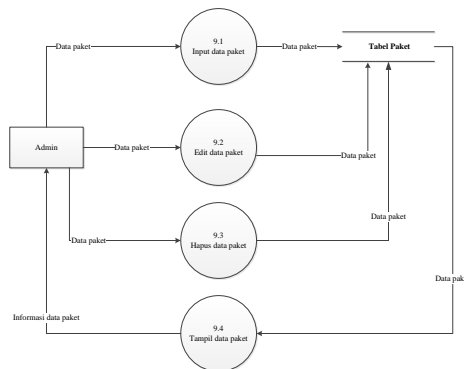 9.1
Input data paket
Data paket
Data paket
Tabel Paket
Admin
Data paket
9.2
Edit data paket
Data paket
Data paket
9.3
Hapus data paket
Data paket
Data pak
Informasi data paket
9.4
Tampil data paket